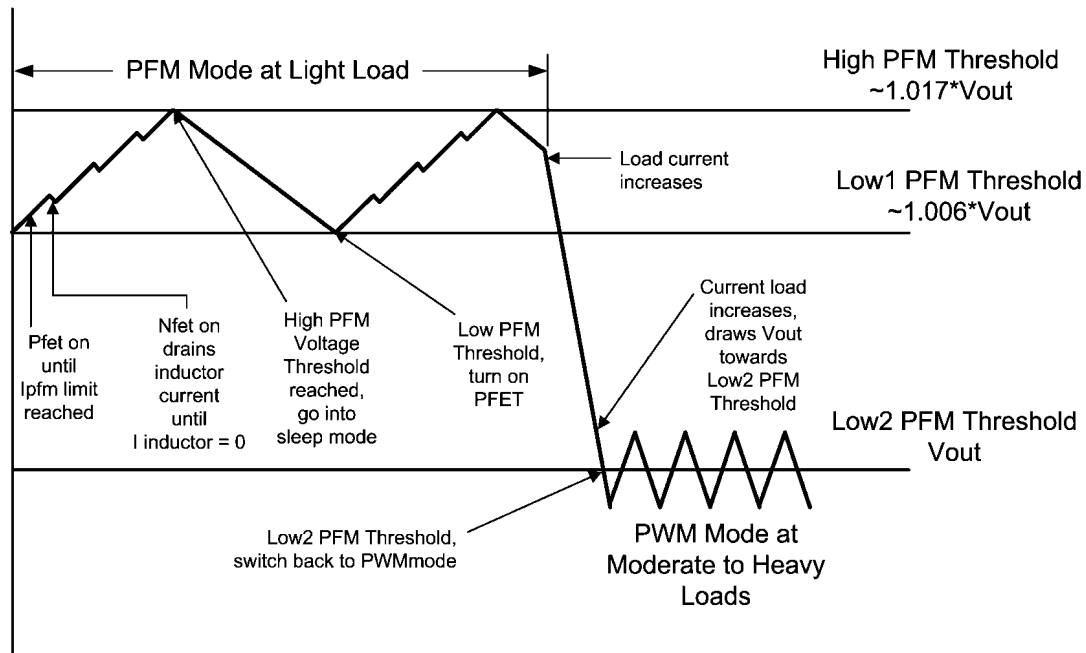 PFM Mode at Light Load
High PFM Threshold
~1.017*Vout
Load current
increases
Low1 PFM Threshold
~1.006*Vout
Pfet on
until
Ipfm limit
reached
Nfet on
drains
inductor
current
until
I inductor = 0
High PFM
Voltage
Threshold
reached,
go into
sleep mode
Low PFM
Threshold,
turn on
PFET
Current load
increases,
draws Vout
towards
Low2 PFM
Threshold
Low2 PFM Threshold
Vout
Low2 PFM Threshold,
switch back to PWMmode
PWM Mode at
Moderate to Heavy
Loads